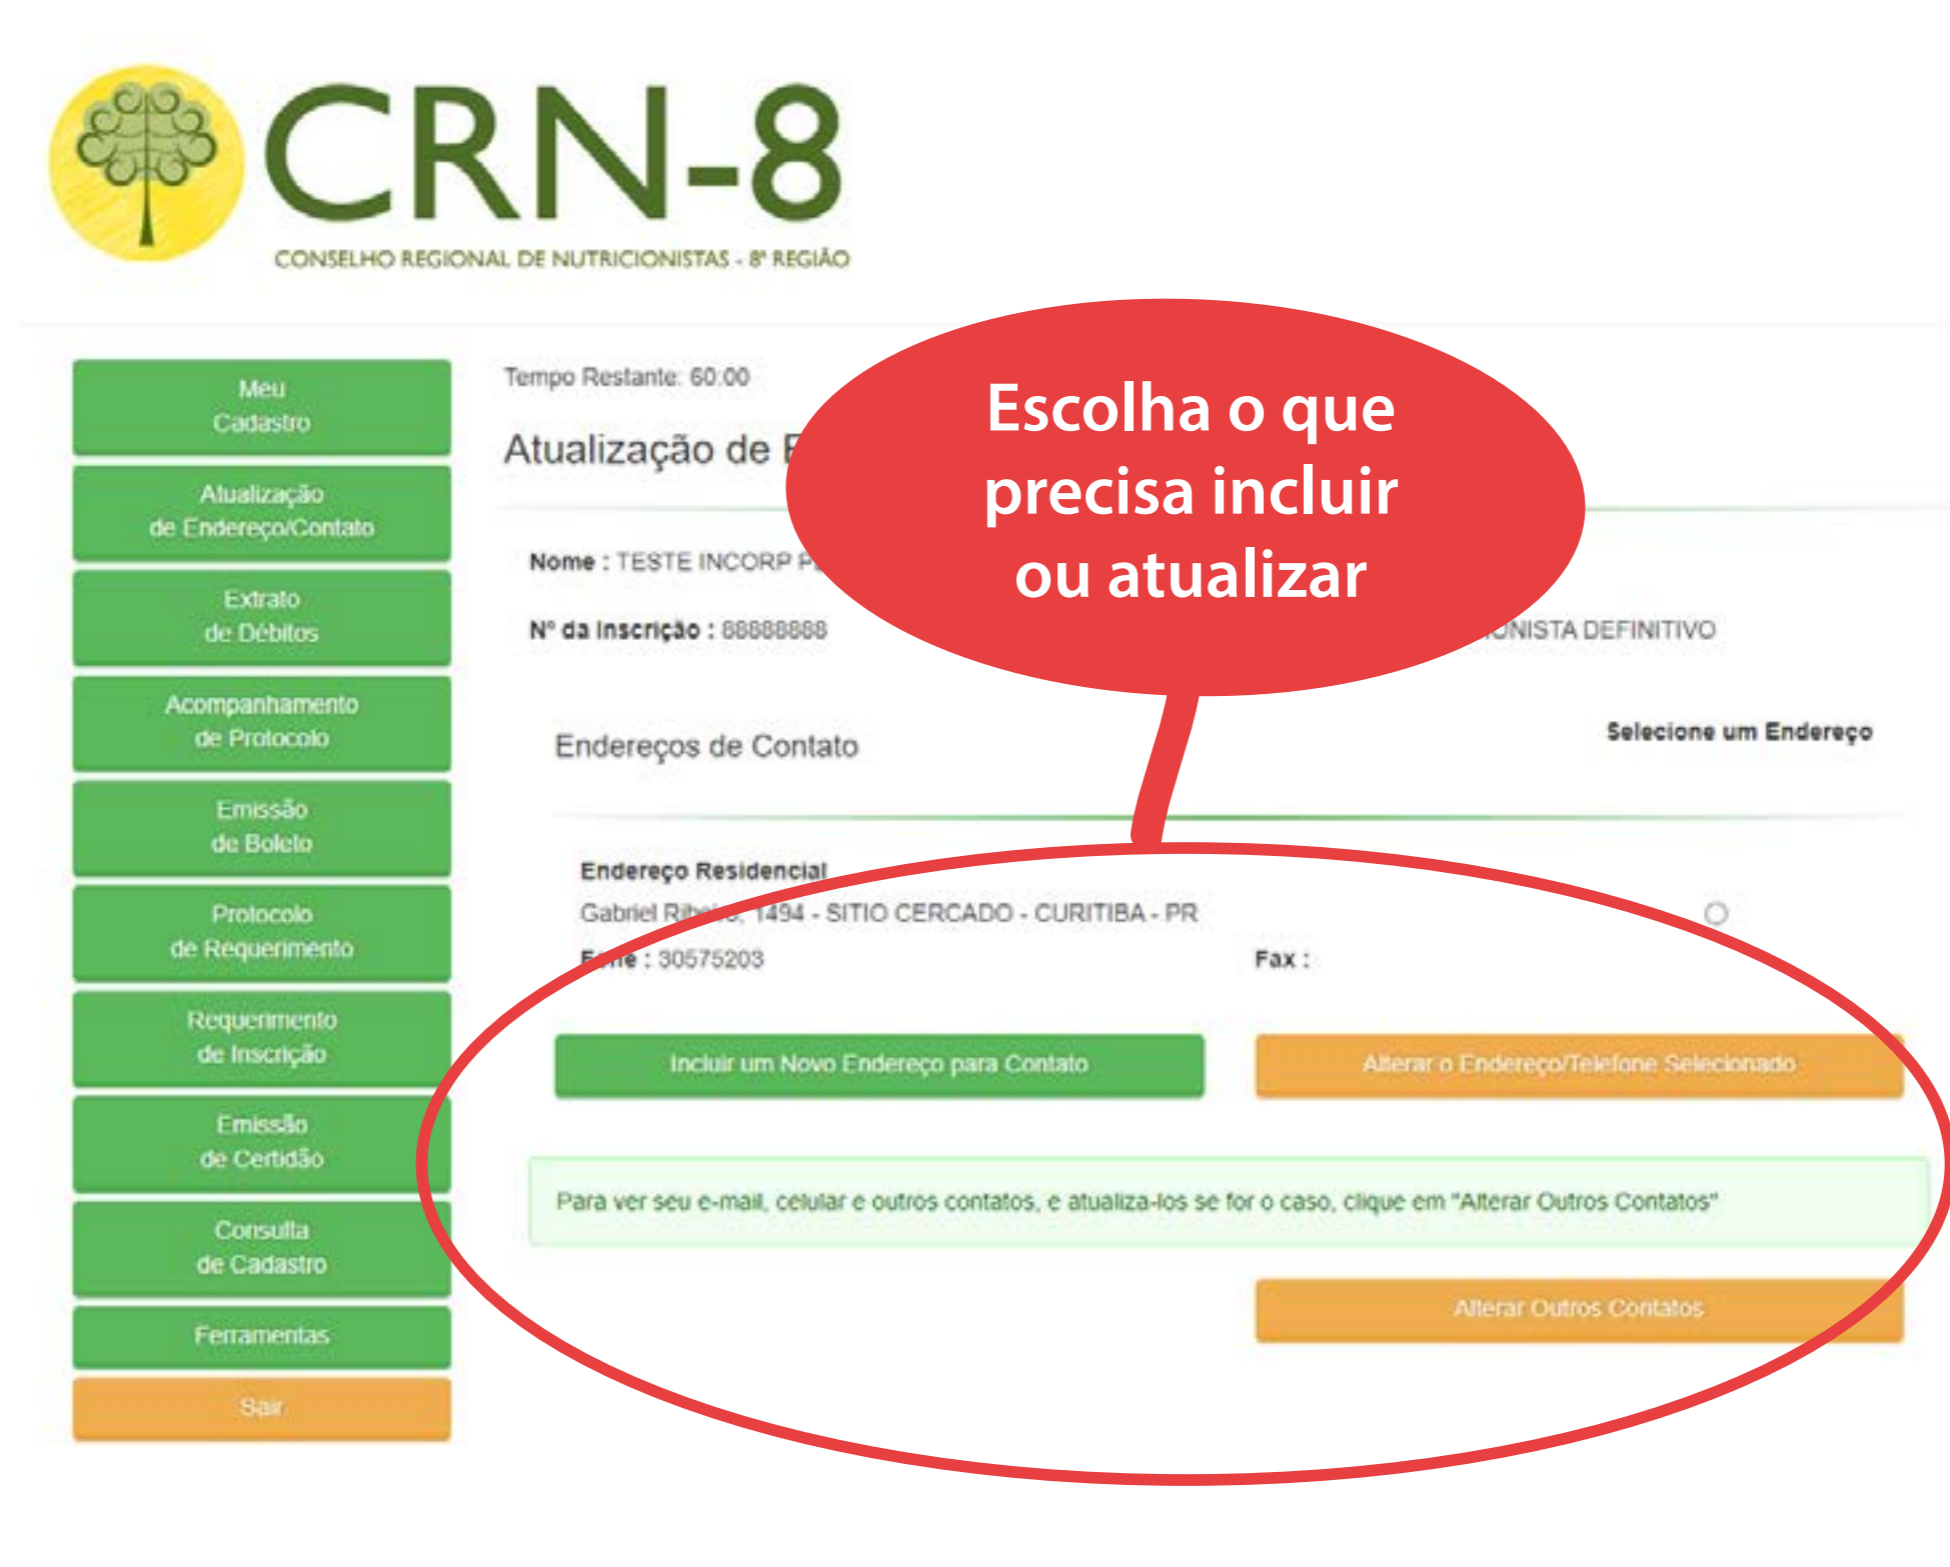 CRN-8
CONSELHO REGIONAL DE NUTRICIONISTAS - 8ª REGIÃO
Meu
Cadastro
Atualização
de Endereço/Contato
Extrato
de Débitos
Acompanhamento
de Protocolo
Emissão
de Boleto
Protocolo
de Requerimento
Requerimento
de Inscrição
Emissão
de Certidão
Consulta
de Cadastro
Ferramentas
Sair
Tempo Restante: 60:00
Atualização de
Escolha o que
precisa incluir
ou atualizar
Nome : TESTE INCORP
Nº da Inscrição : 88888888
DEFINITIVO
Endereços de Contato
Selecione um Endereço
Endereço Residencial
Gabriel Ribeiro, 1494 - SITIO CERCADO - CURITIBA - PR
Fone : 30575203
Fax :
Incluir um Novo Endereço para Contato
Alterar o Endereço/Telefone Selecionado
Para ver seu e-mail, celular e outros contatos, e atualiza-los se for o caso, clique em "Alterar Outros Contatos"
Alterar Outros Contatos